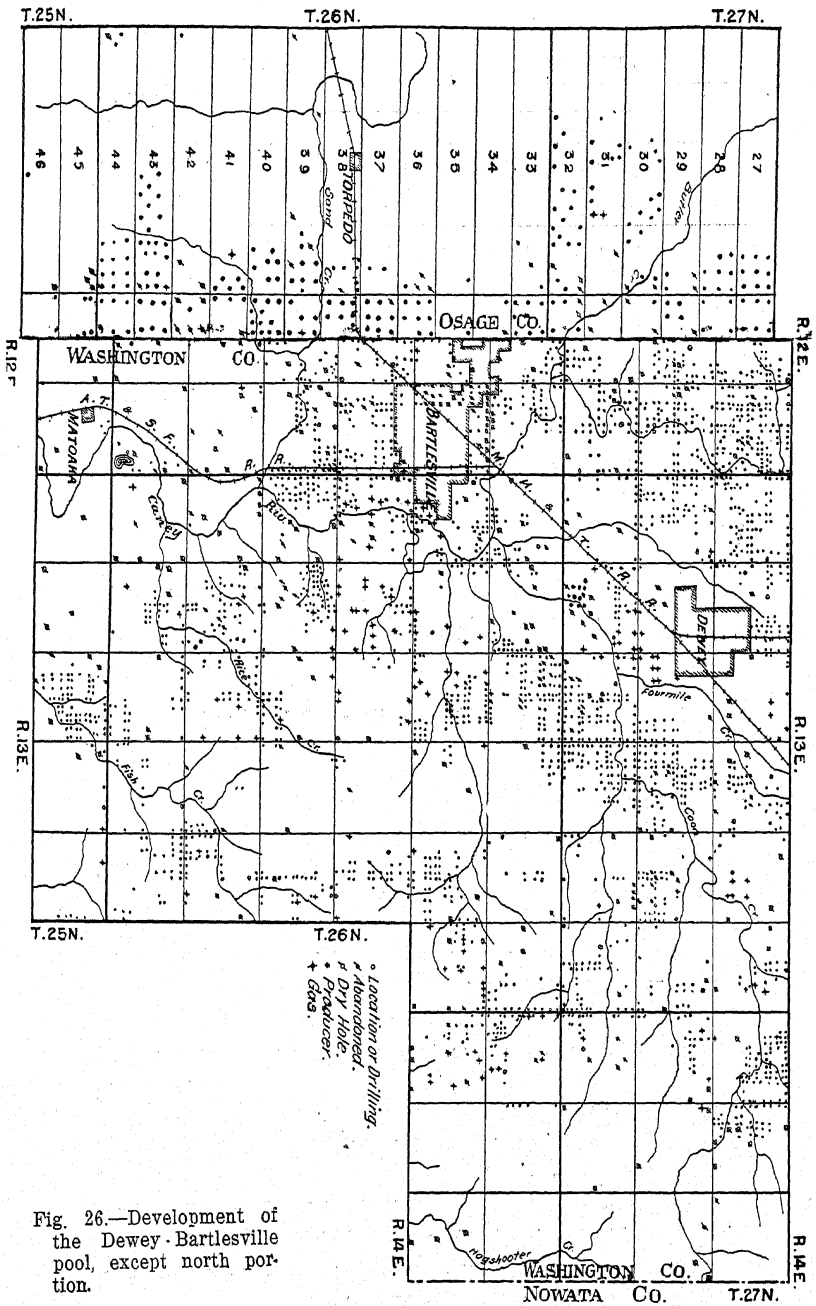 T.25N. T.26N. T.27N.
46 45 44 43 42 41 40 39 38 37 36 35 34 33 32 31 30 29 28 27
TORPEDO
Sand
Cr.
Butler
Cr.
OSAGE CO.
R.12E.
WASHINGTON CO.
A. T. & S. F. R. R.
MATOAKA
BARTLESVILLE
M. K. & T. R. R.
Caney
Riv.
DEWEY
Rice
Cr.
Fourmile
Cr.
R.13E. R.13E.
Fish
Cr.
Coon
Cr.
T.25N. T.26N.
Location or Drilling.
Abandoned.
Dry Hole
Producer.
Gas.
Fig. 26.—Development of
the Dewey-Bartlesville
pool, except north por-
tion.
R.14E. R.14E.
Hogshooter
Cr.
WASHINGTON CO.
NOWATA CO. T.27N.